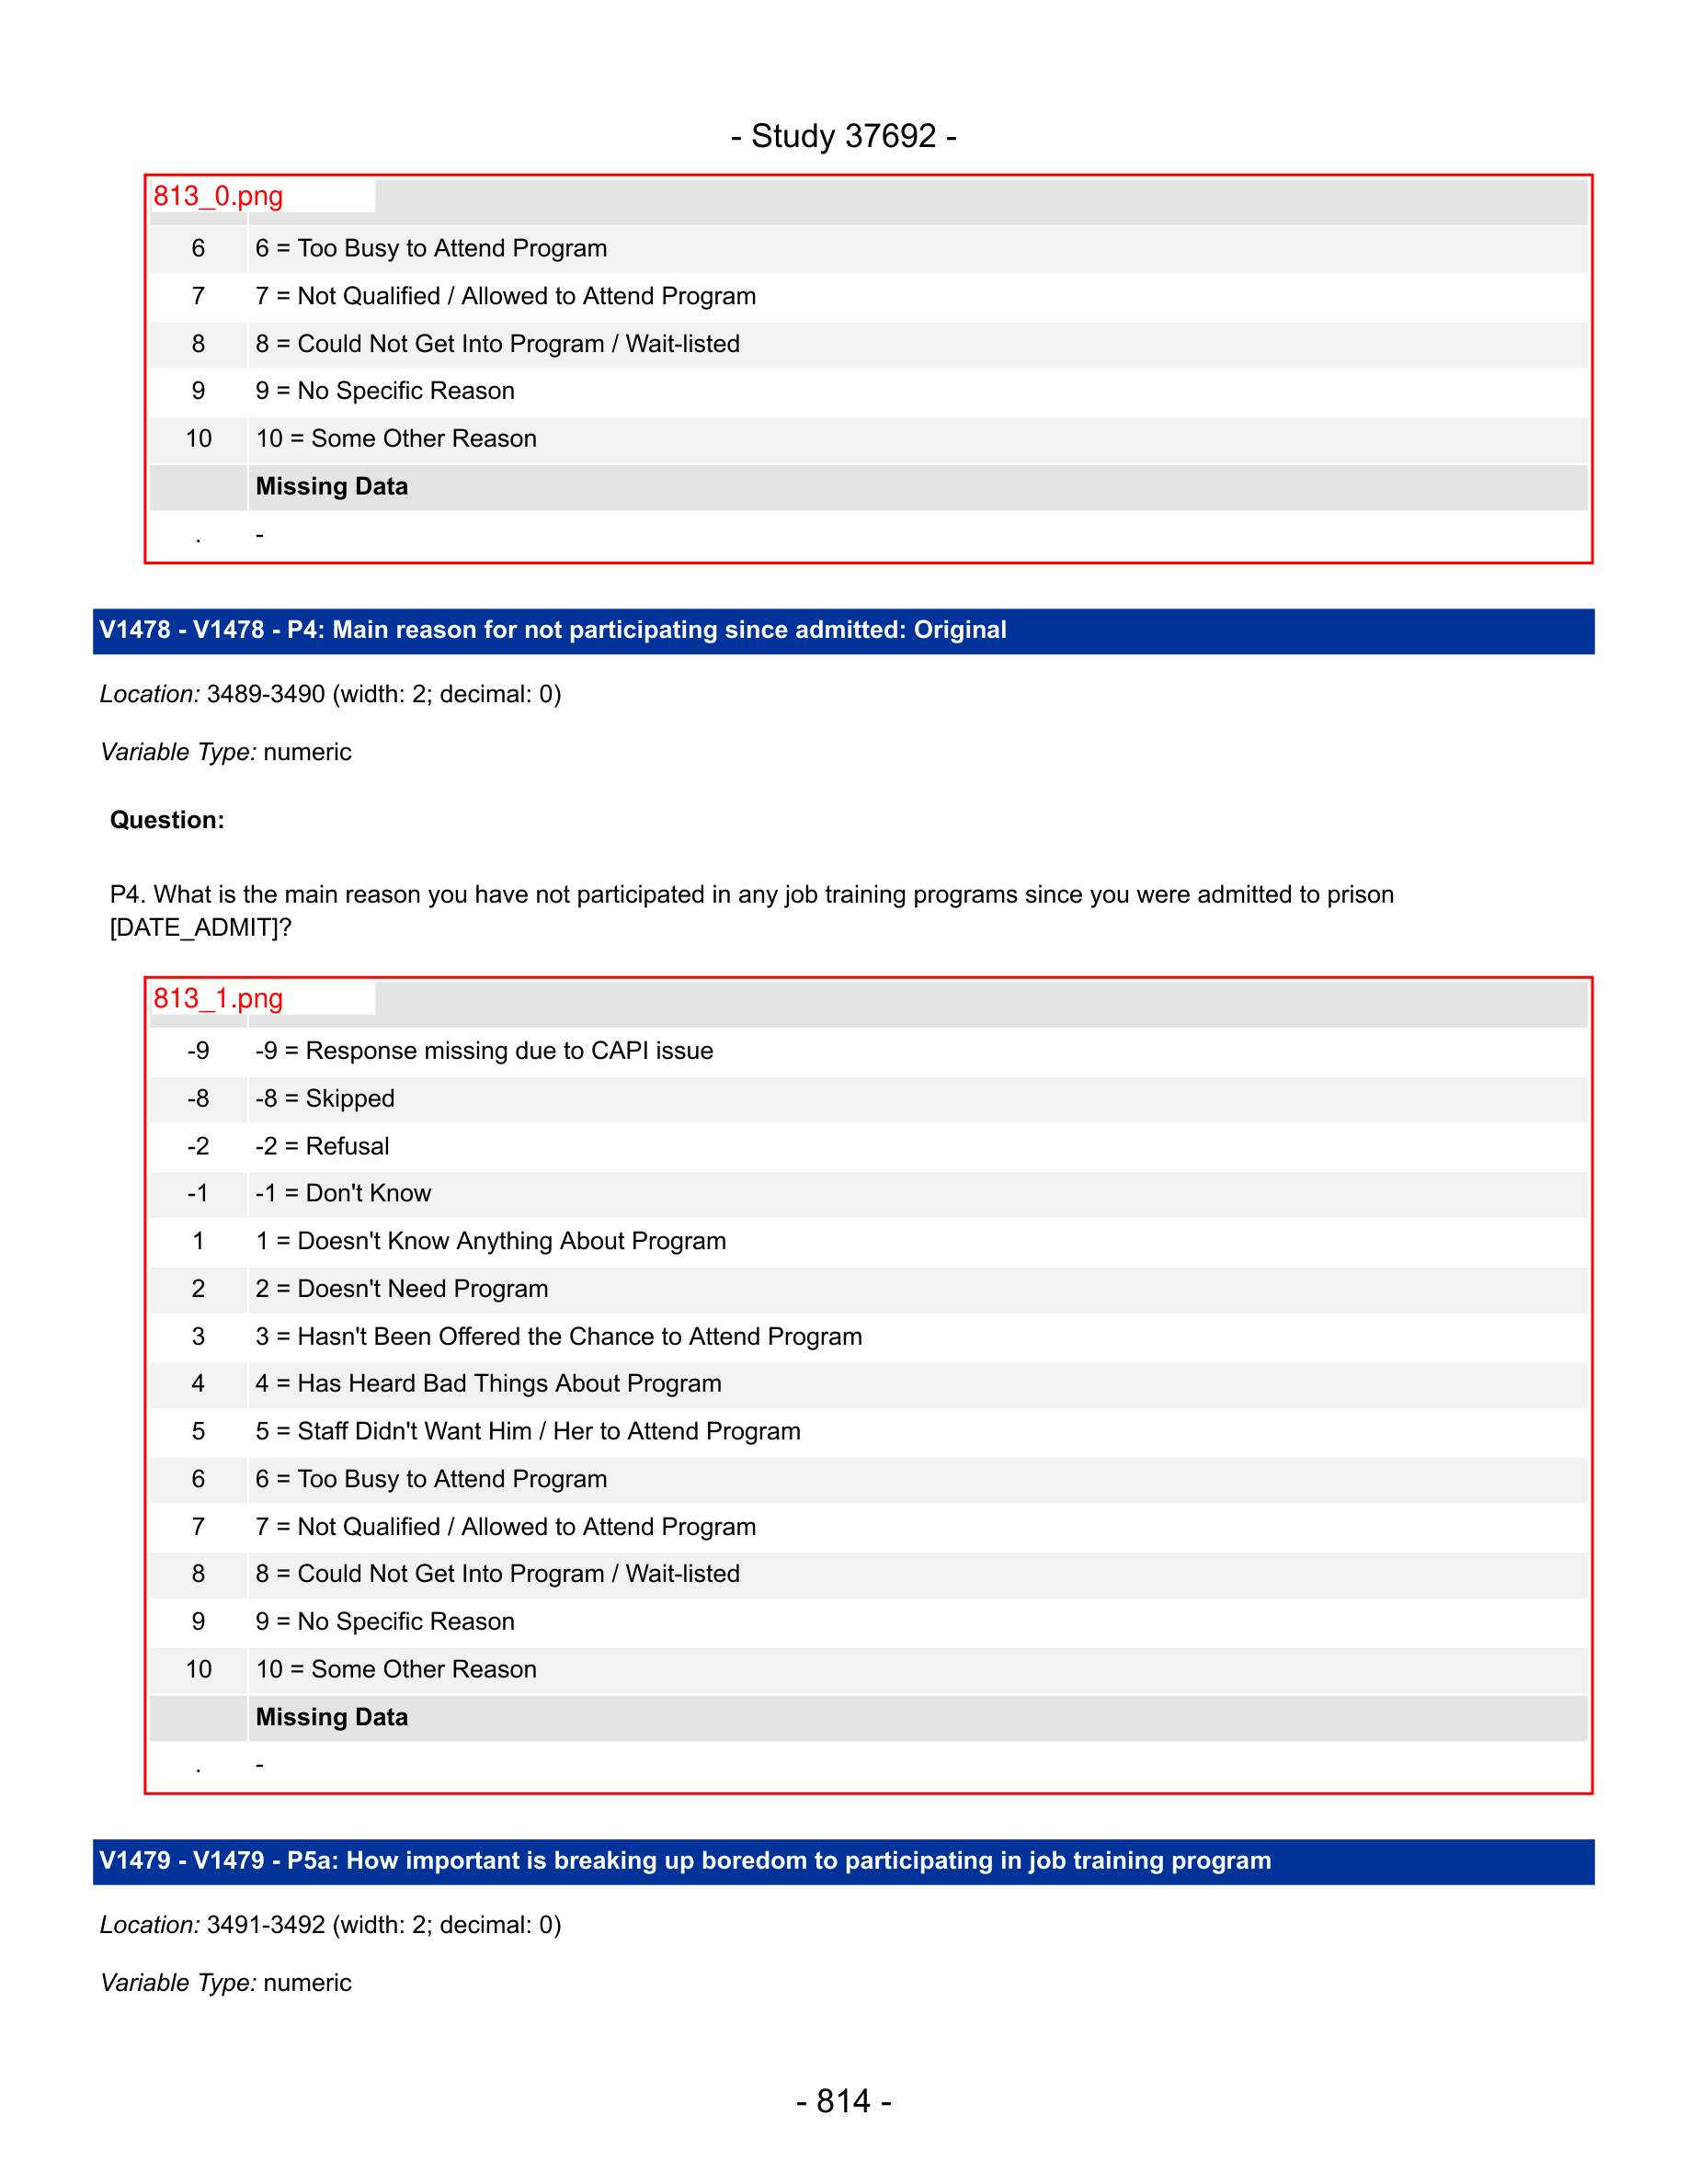 - Study 37692 -
813_0.png
6 6 = Too Busy to Attend Program
7 7 = Not Qualified / Allowed to Attend Program
8 8 = Could Not Get Into Program / Wait-listed
9 9 = No Specific Reason
10 10 = Some Other Reason
Missing Data
. -
V1478 - V1478 - P4: Main reason for not participating since admitted: Original
Location: 3489-3490 (width: 2; decimal: 0)
Variable Type: numeric
Question:
P4. What is the main reason you have not participated in any job training programs since you were admitted to prison
[DATE_ADMIT]?
813_1.png
-9 -9 = Response missing due to CAPI issue
-8 -8 = Skipped
-2 -2 = Refusal
-1 -1 = Don't Know
1 1 = Doesn't Know Anything About Program
2 2 = Doesn't Need Program
3 3 = Hasn't Been Offered the Chance to Attend Program
4 4 = Has Heard Bad Things About Program
5 5 = Staff Didn't Want Him / Her to Attend Program
6 6 = Too Busy to Attend Program
7 7 = Not Qualified / Allowed to Attend Program
8 8 = Could Not Get Into Program / Wait-listed
9 9 = No Specific Reason
10 10 = Some Other Reason
Missing Data
. -
V1479 - V1479 - P5a: How important is breaking up boredom to participating in job training program
Location: 3491-3492 (width: 2; decimal: 0)
Variable Type: numeric
- 814 -